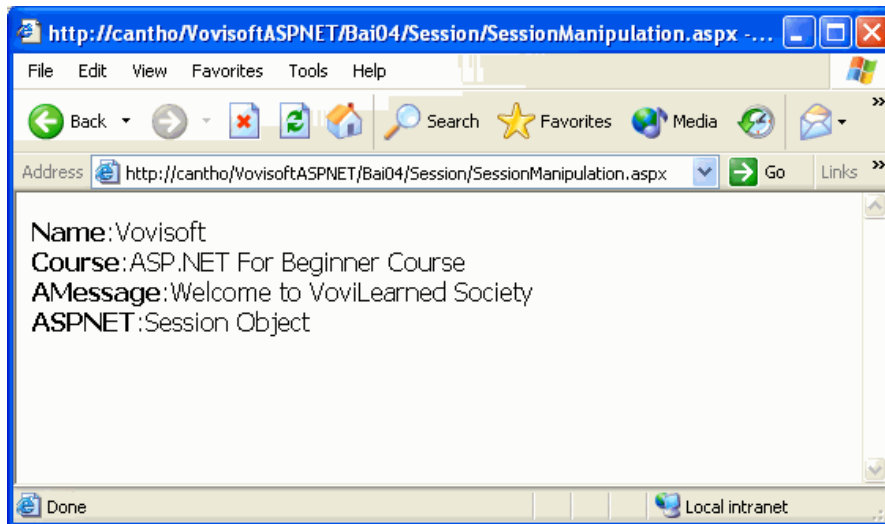 http://cantho/VovisoftASPNET/Bai04/Session/SessionManipulation.aspx -...
File Edit View Favorites Tools Help
Back Search Favorites Media
Address http://cantho/VovisoftASPNET/Bai04/Session/SessionManipulation.aspx Go Links »
Name:Vovisoft
Course:ASP.NET For Beginner Course
AMessage:Welcome to VoviLearned Society
ASPNET:Session Object
Done Local intranet